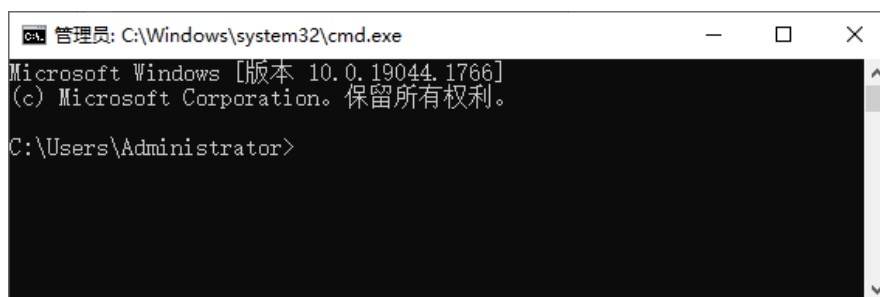 管理员: C:\Windows\system32\cmd.exe
Microsoft Windows [版本 10.0.19044.1766]
(c) Microsoft Corporation。保留所有权利。
C:\Users\Administrator>